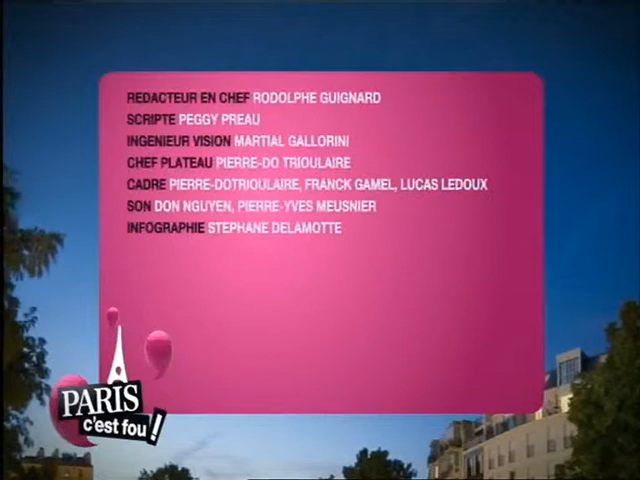 REDACTEUR EN CHEF RODOLPHE GUIGNARD
SCRIPTE PEGGY PREAU
INGENIEUR VISION MARTIAL GALLORINI
CHEF PLATEAU PIERRE-DO TRIOULAIRE
CADRE PIERRE-DOTRIOULAIRE, FRANCK GAMEL, LUCAS LEDOUX
SON DON NGUYEN, PIERRE-YVES MEUSNIER
INFOGRAPHIE STEPHANE DELAMOTTE
PARIS
c'est fou !